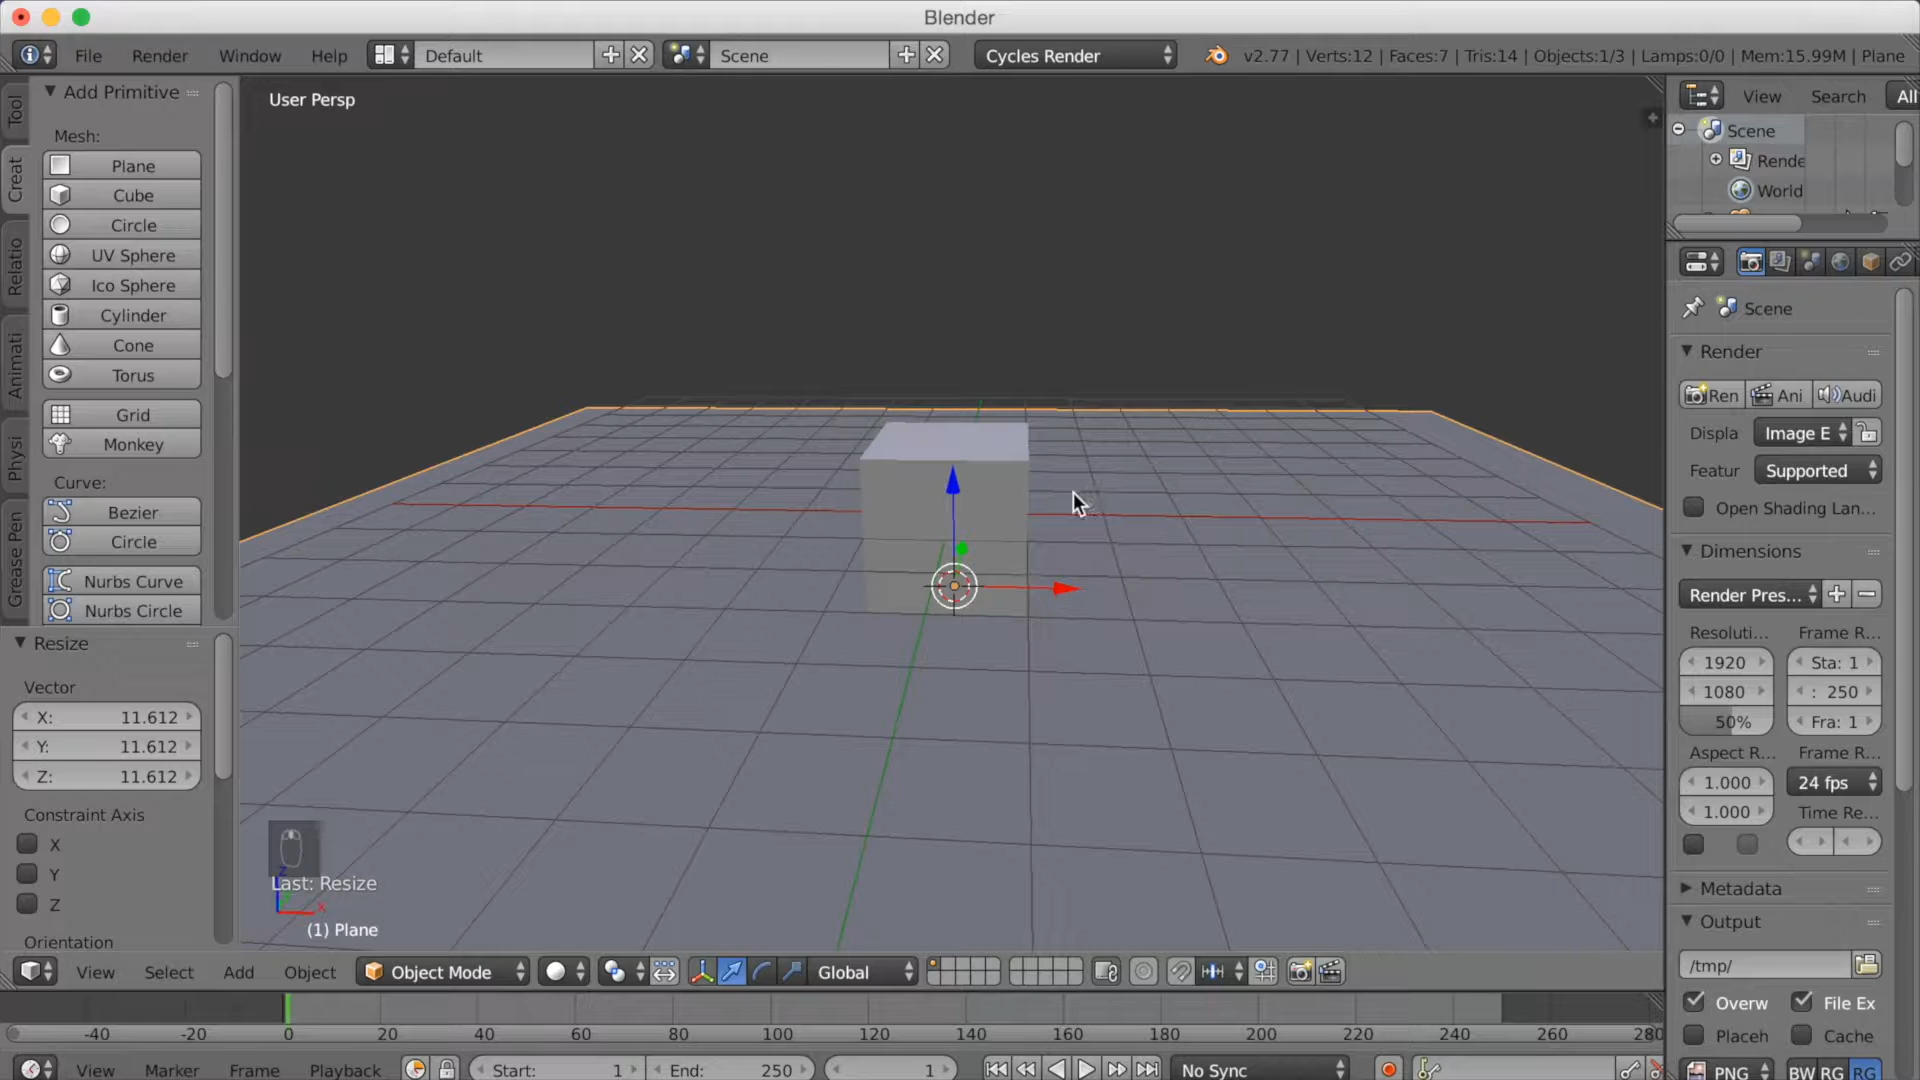 Blender
File Render Window Help Default Scene Cycles Render v2.77 | Verts:12 | Faces:7 | Tris:14 | Objects:1/3 | Lamps:0/0 | Mem:15.99M | Plane
Tool
Creat
Relatio
Animati
Physi
Grease Pen
Add Primitive
Mesh:
Plane
Cube
Circle
UV Sphere
Ico Sphere
Cylinder
Cone
Torus
Grid
Monkey
Curve:
Bezier
Circle
Nurbs Curve
Nurbs Circle
Resize
Vector
X: 11.612
Y: 11.612
Z: 11.612
Constraint Axis
X
Y
Z
Orientation
User Persp
Last: Resize
(1) Plane
View Select Add Object Object Mode Global
-40 -20 0 20 40 60 80 100 120 140 160 180 200 220 240 260 280
View Marker Frame Playback Start: 1 End: 250 1 No Sync
View Search All
Scene
Rende
World
Scene
Render
Ren Ani Audi
Displa Image E
Featur Supported
Open Shading Lan...
Dimensions
Render Pres...
Resoluti... Frame R...
1920 Sta: 1
1080 : 250
50% Fra: 1
Aspect R... Frame R...
1.000 24 fps
1.000 Time Re...
Metadata
Output
/tmp/
Overw File Ex
Placeh Cache
PNG BW RG RG